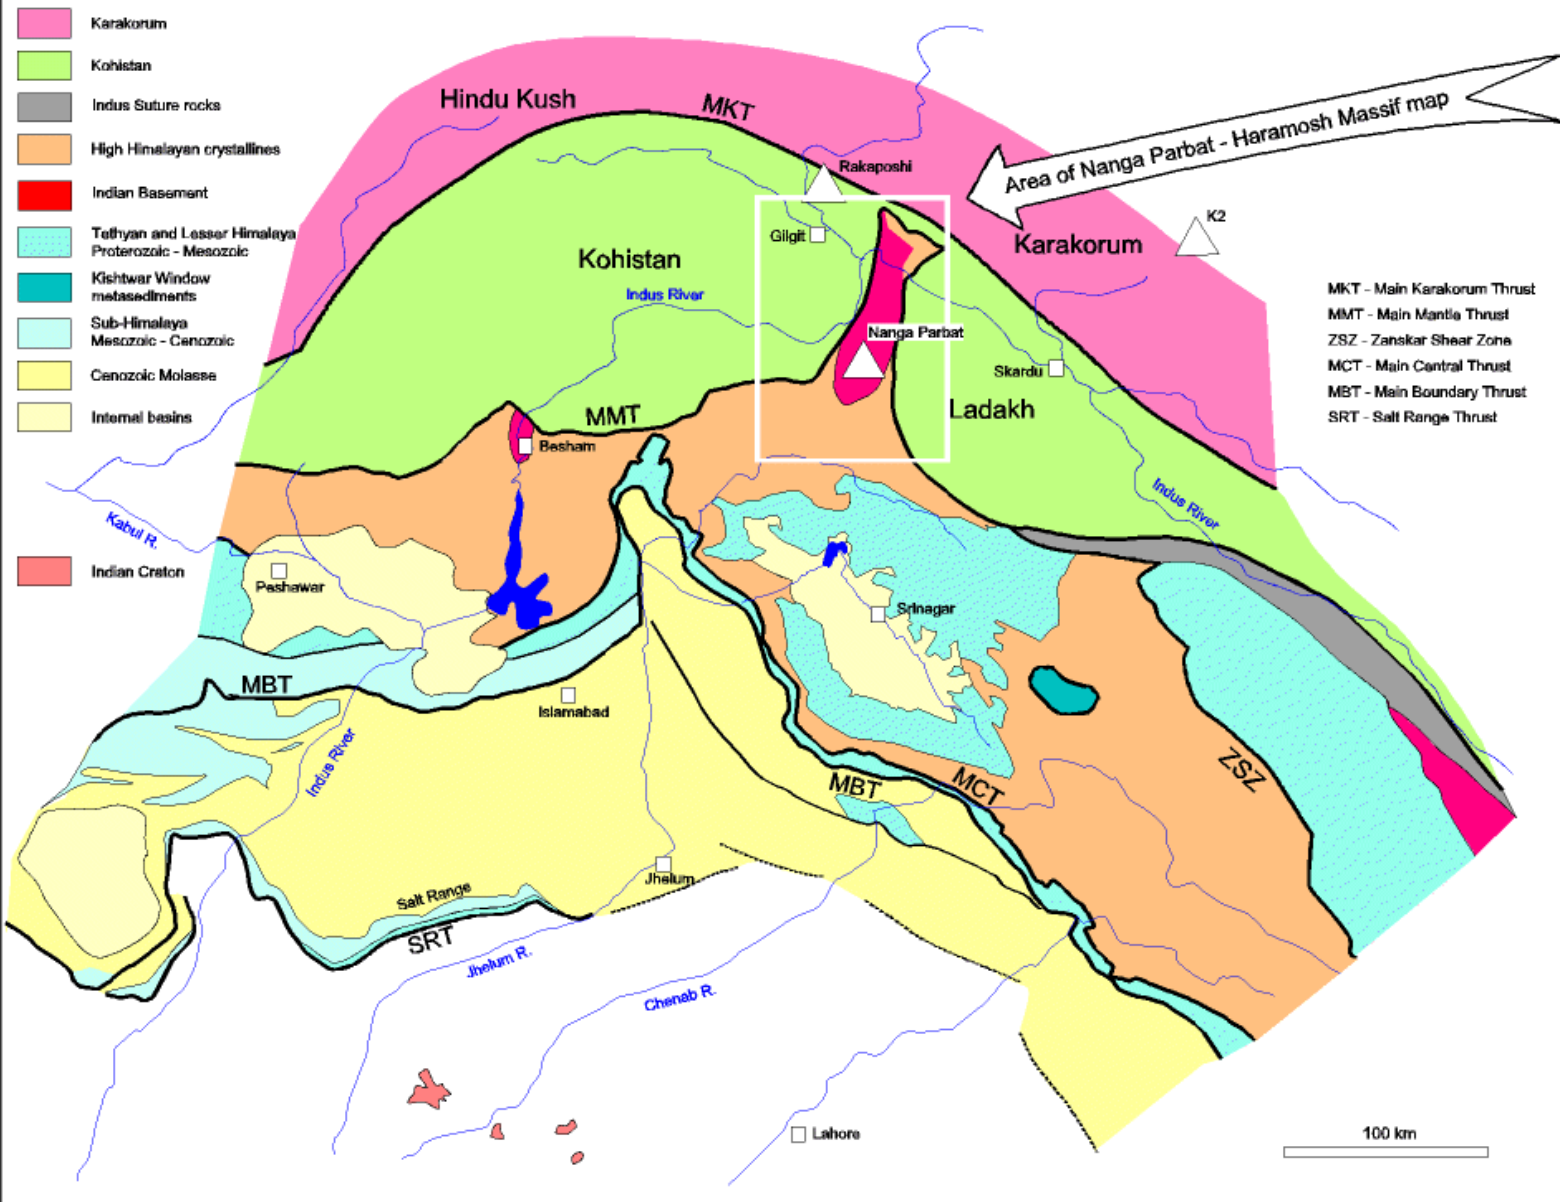 Karakorum
Kohistan
Indus Suture rocks
High Himalayan crystallines
Indian Basement
Tethyan and Lesser Himalaya
Proterozoic - Mesozoic
Kishtwar Window
metasediments
Sub-Himalaya
Mesozoic - Cenozoic
Cenozoic Molasse
Internal basins
Indian Craton
Hindu Kush
MKT
Rakaposhi
Area of Nanga Parbat - Haramosh Massif map
K2
Gilgit
Karakorum
Kohistan
Indus River
Nanga Parbat
Skardu
Ladakh
MMT
Besham
MKT - Main Karakorum Thrust
MMT - Main Mantle Thrust
ZSZ - Zanskar Shear Zone
MCT - Main Central Thrust
MBT - Main Boundary Thrust
SRT - Salt Range Thrust
Indus River
Kabul R.
Peshawar
Srinagar
MBT
Islamabad
Indus River
ZSZ
MBT
MCT
Jhelum
Salt Range
SRT
Jhelum R.
Chenab R.
Lahore
100 km